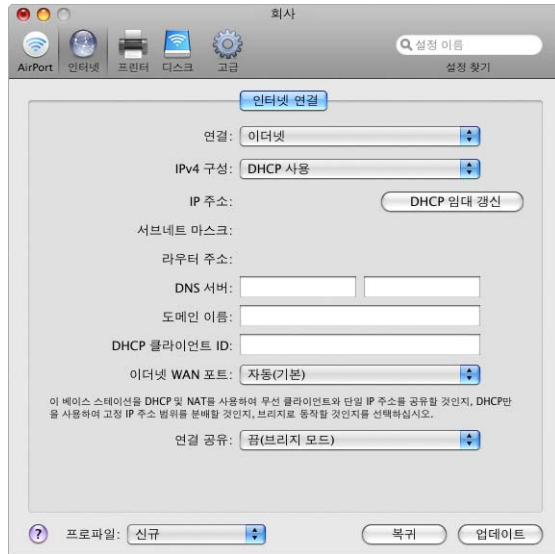 회사
설정 이름
AirPort 인터넷 프린터 디스크 고급 설정 찾기
인터넷 연결
연결: 이더넷
IPv4 구성: DHCP 사용
IP 주소: DHCP 임대 갱신
서브네트 마스크:
라우터 주소:
DNS 서버:
도메인 이름:
DHCP 클라이언트 ID:
이더넷 WAN 포트: 자동(기본)
이 베이스 스테이션을 DHCP 및 NAT를 사용하여 무선 클라이언트와 단일 IP 주소를 공유할 것인지, DHCP만
을 사용하여 고정 IP 주소 범위를 분배할 것인지, 브리지로 동작할 것인지를 선택하십시오.
연결 공유: 끔(브리지 모드)
? 프로파일: 신규 복귀 업데이트